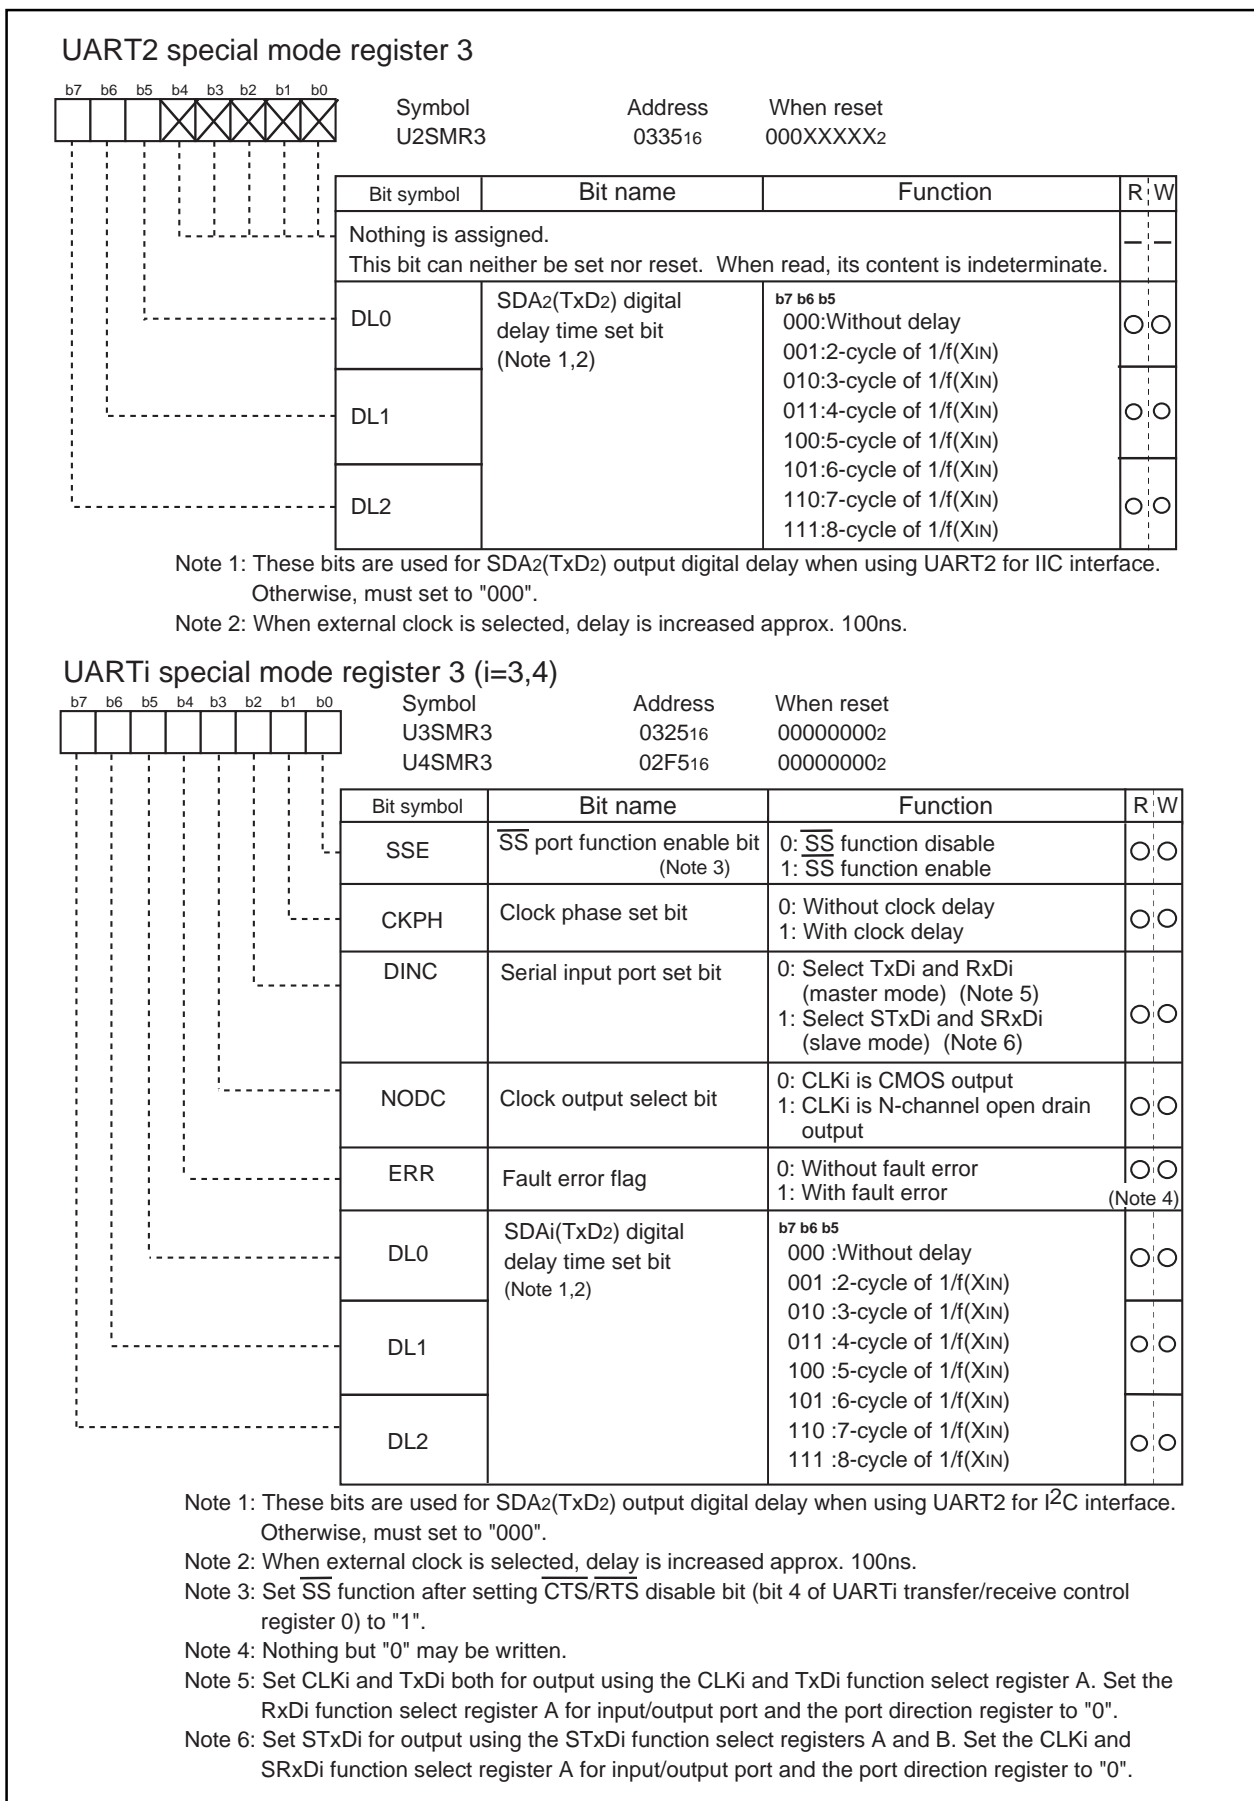 UART2 special mode register 3
b7 b6 b5 b4 b3 b2 b1 b0
Symbol Address When reset
U2SMR3 033516 000XXXXX2
Bit symbol Bit name Function R W
Nothing is assigned.
This bit can neither be set nor reset. When read, its content is indeterminate. – –
DL0
SDA2(TxD2) digital
delay time set bit
(Note 1,2)
b7 b6 b5
000:Without delay
001:2-cycle of 1/f(XIN)
010:3-cycle of 1/f(XIN)
011:4-cycle of 1/f(XIN)
100:5-cycle of 1/f(XIN)
101:6-cycle of 1/f(XIN)
110:7-cycle of 1/f(XIN)
111:8-cycle of 1/f(XIN)
DL1
DL2
Note 1: These bits are used for SDA2(TxD2) output digital delay when using UART2 for IIC interface.
Otherwise, must set to "000".
Note 2: When external clock is selected, delay is increased approx. 100ns.
UARTi special mode register 3 (i=3,4)
b7 b6 b5 b4 b3 b2 b1 b0
Symbol Address When reset
U3SMR3 032516 000000002
U4SMR3 02F516 000000002
Bit symbol Bit name Function R W
SSE
SS port function enable bit
(Note 3)
0: SS function disable
1: SS function enable
CKPH
Clock phase set bit
0: Without clock delay
1: With clock delay
DINC
Serial input port set bit
0: Select TxDi and RxDi
(master mode) (Note 5)
1: Select STxDi and SRxDi
(slave mode) (Note 6)
NODC
Clock output select bit
0: CLKi is CMOS output
1: CLKi is N-channel open drain
output
ERR
Fault error flag
0: Without fault error
1: With fault error
(Note 4)
DL0
SDAi(TxD2) digital
delay time set bit
(Note 1,2)
b7 b6 b5
000 :Without delay
001 :2-cycle of 1/f(XIN)
010 :3-cycle of 1/f(XIN)
011 :4-cycle of 1/f(XIN)
100 :5-cycle of 1/f(XIN)
101 :6-cycle of 1/f(XIN)
110 :7-cycle of 1/f(XIN)
111 :8-cycle of 1/f(XIN)
DL1
DL2
Note 1: These bits are used for SDA2(TxD2) output digital delay when using UART2 for I2C interface.
Otherwise, must set to "000".
Note 2: When external clock is selected, delay is increased approx. 100ns.
Note 3: Set SS function after setting CTS/RTS disable bit (bit 4 of UARTi transfer/receive control
register 0) to "1".
Note 4: Nothing but "0" may be written.
Note 5: Set CLKi and TxDi both for output using the CLKi and TxDi function select register A. Set the
RxDi function select register A for input/output port and the port direction register to "0".
Note 6: Set STxDi for output using the STxDi function select registers A and B. Set the CLKi and
SRxDi function select register A for input/output port and the port direction register to "0".